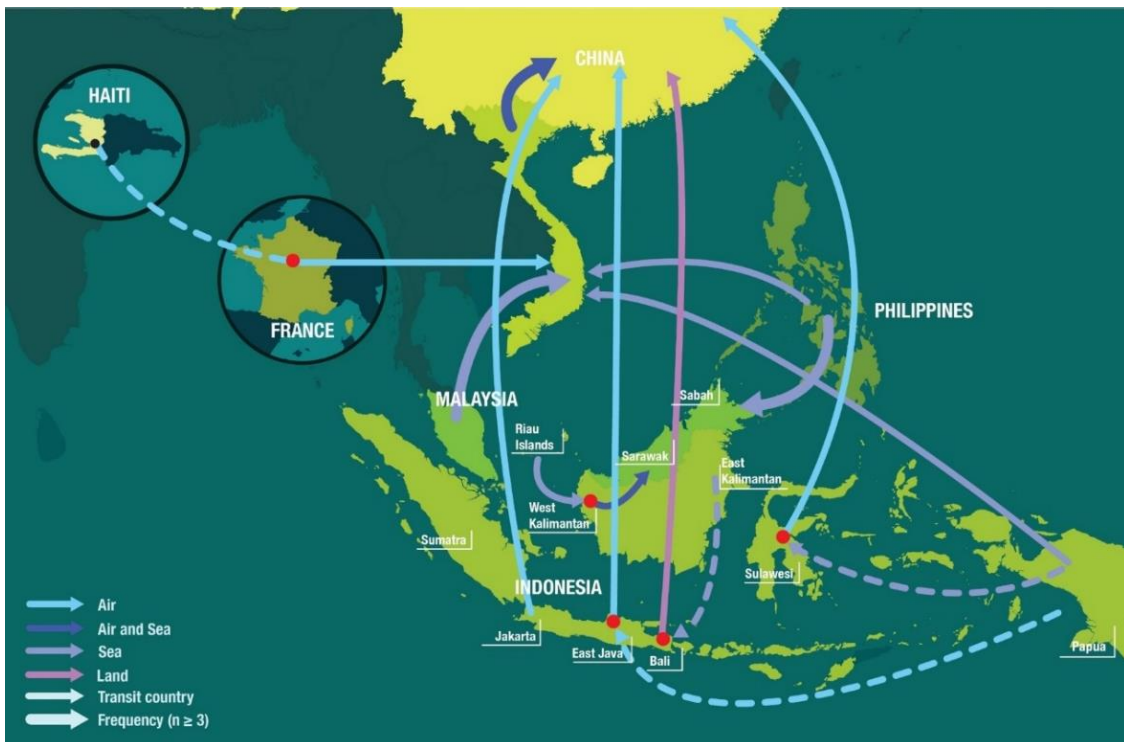 CHINA
HAITI
PHILIPPINES
FRANCE
MALAYSIA
Sabah
Riau
Islands
Sarawak
East
Kalimantan
West
Kalimantan
Sumatra
Sulawesi
INDONESIA
Jakarta
East Java
Bali
Papua
Air
Air and Sea
Sea
Land
Transit country
Frequency (n ≥ 3)